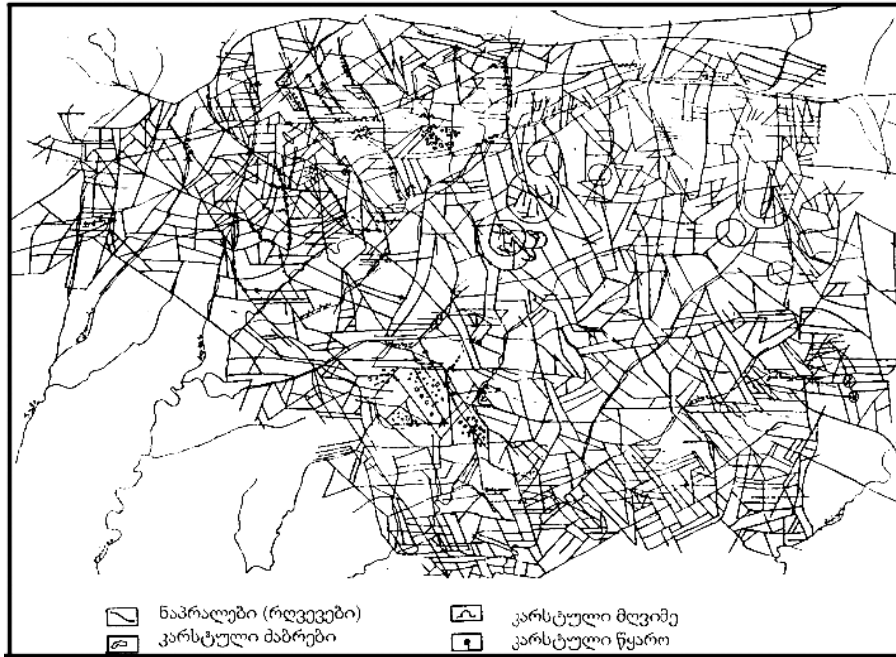 ნაპრალები (რღვევები)
კარსტული ძაბრები
კარსტული მღვიმე
კარსტული წყარო